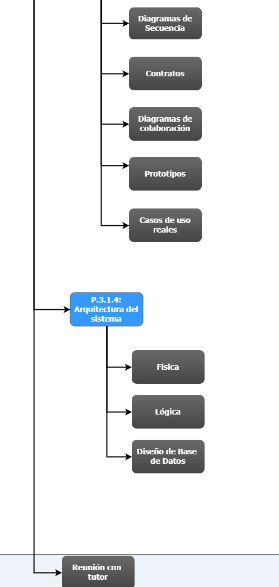 Diagramas de
Secuencia
Contratos
Diagramas de
colaboración
Prototipos
Casos de uso
reales
P.3.1.4:
Arquitectura del
sistema
Física
Lógica
Diseño de Base
de Datos
Reunión con
tutor